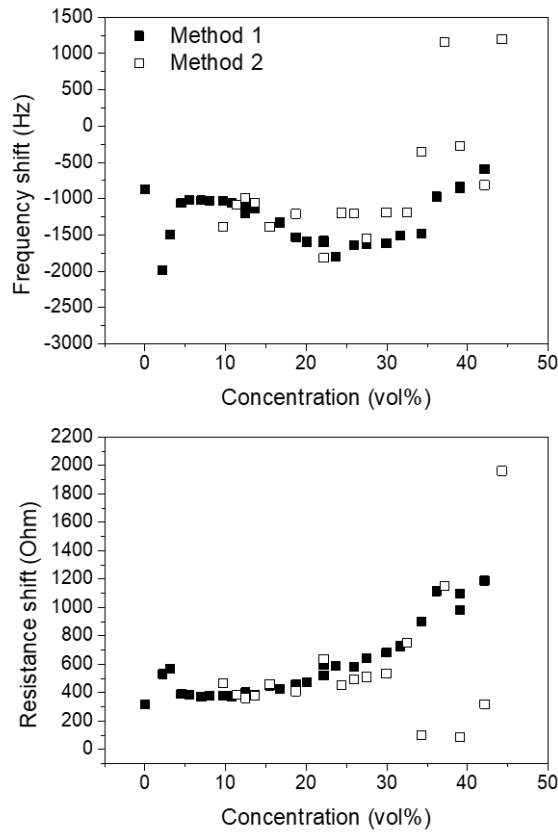 1500
1000
500
0
-500
-1000
-1500
-2000
-2500
-3000
Frequency shift (Hz)
Method 1
Method 2
0 10 20 30 40 50
Concentration (vol%)
2200
2000
1800
1600
1400
1200
1000
800
600
400
200
0
Resistance shift (Ohm)
0 10 20 30 40 50
Concentration (vol%)